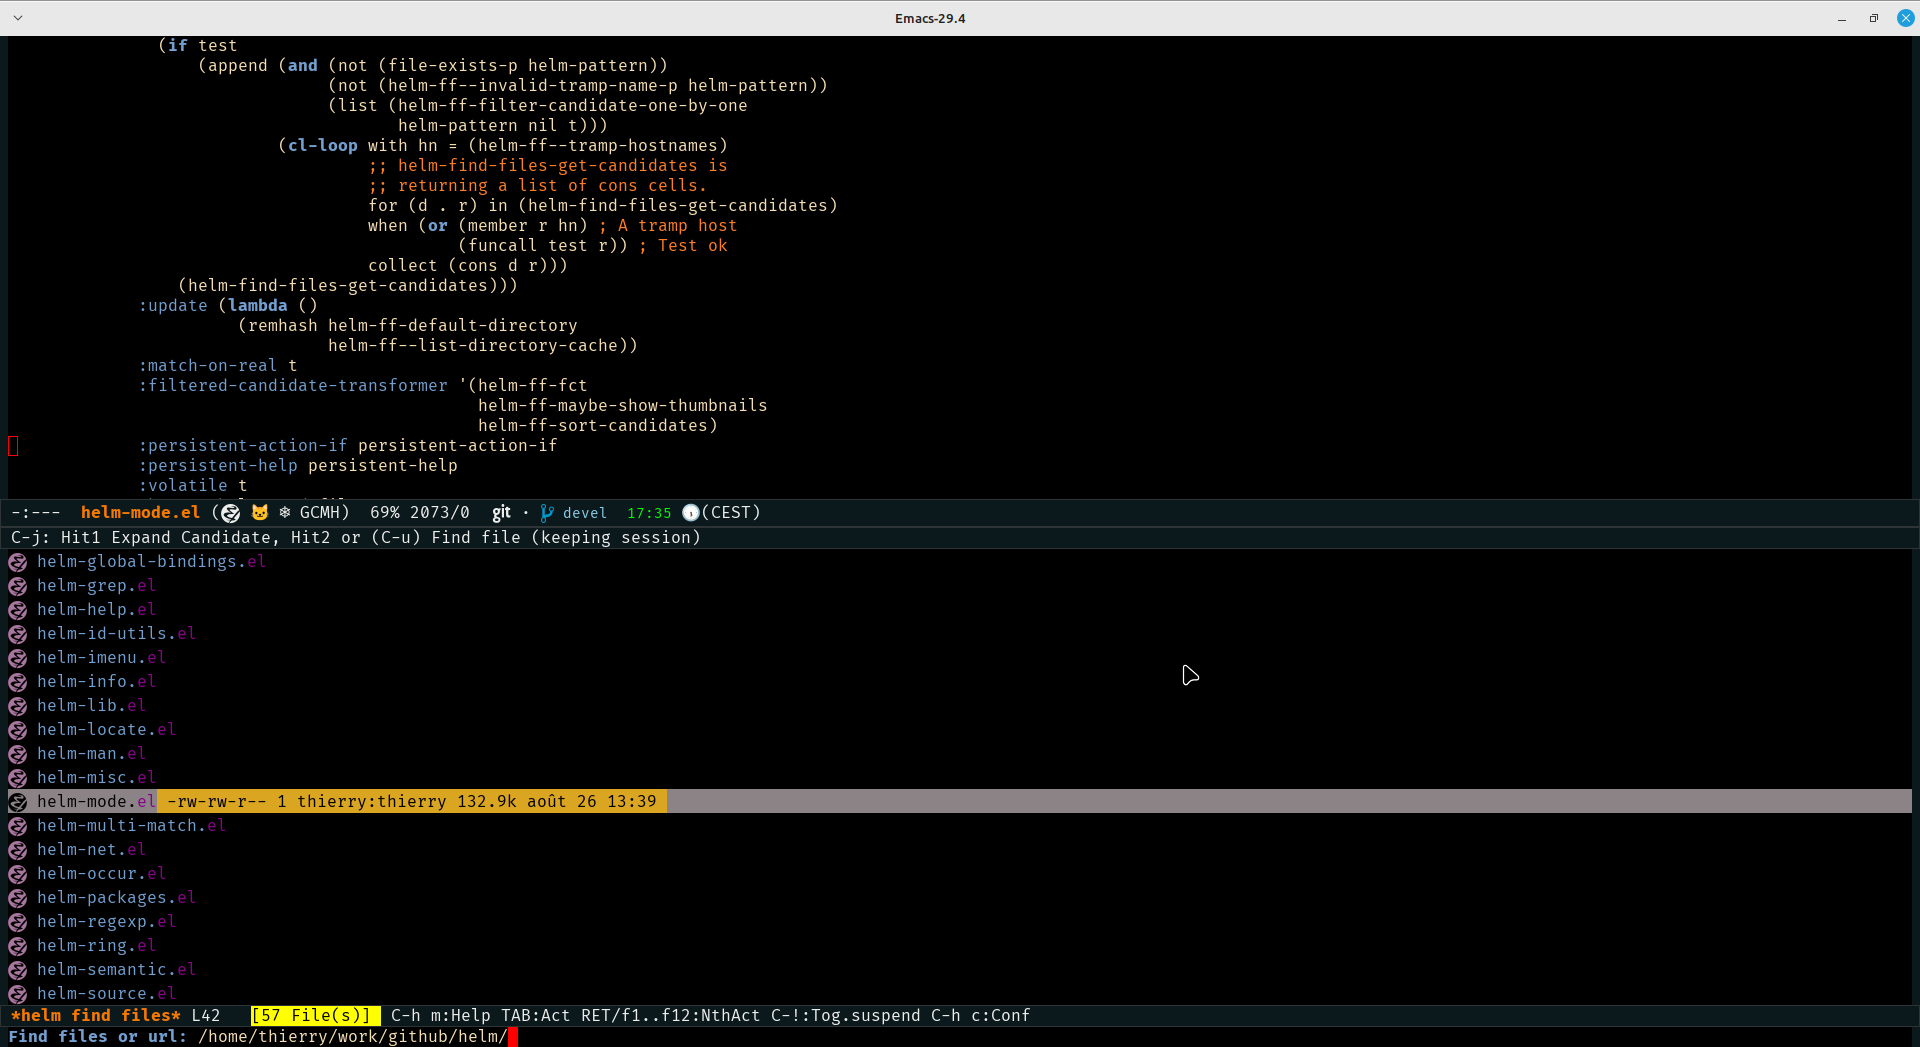 Emacs-29.4
(if test
(append (and (not (file-exists-p helm-pattern))
(not (helm-ff--invalid-tramp-name-p helm-pattern))
(list (helm-ff-filter-candidate-one-by-one
helm-pattern nil t)))
(cl-loop with hn = (helm-ff--tramp-hostnames)
;; helm-find-files-get-candidates is
;; returning a list of cons cells.
for (d . r) in (helm-find-files-get-candidates)
when (or (member r hn) ; A tramp host
(funcall test r)) ; Test ok
collect (cons d r)))
(helm-find-files-get-candidates)))
:update (lambda ()
(remhash helm-ff-default-directory
helm-ff--list-directory-cache))
:match-on-real t
:filtered-candidate-transformer '(helm-ff-fct
helm-ff-maybe-show-thumbnails
helm-ff-sort-candidates)
:persistent-action-if persistent-action-if
:persistent-help persistent-help
:volatile t
-:--- helm-mode.el ( GCMH) 69% 2073/0 git · devel 17:35 (CEST)
C-j: Hit1 Expand Candidate, Hit2 or (C-u) Find file (keeping session)
helm-global-bindings.el
helm-grep.el
helm-help.el
helm-id-utils.el
helm-imenu.el
helm-info.el
helm-lib.el
helm-locate.el
helm-man.el
helm-misc.el
helm-mode.el -rw-rw-r-- 1 thierry:thierry 132.9k août 26 13:39
helm-multi-match.el
helm-net.el
helm-occur.el
helm-packages.el
helm-regexp.el
helm-ring.el
helm-semantic.el
helm-source.el
*helm find files* L42 [57 File(s)] C-h m:Help TAB:Act RET/f1..f12:NthAct C-!:Tog.suspend C-h c:Conf
Find files or url: /home/thierry/work/github/helm/